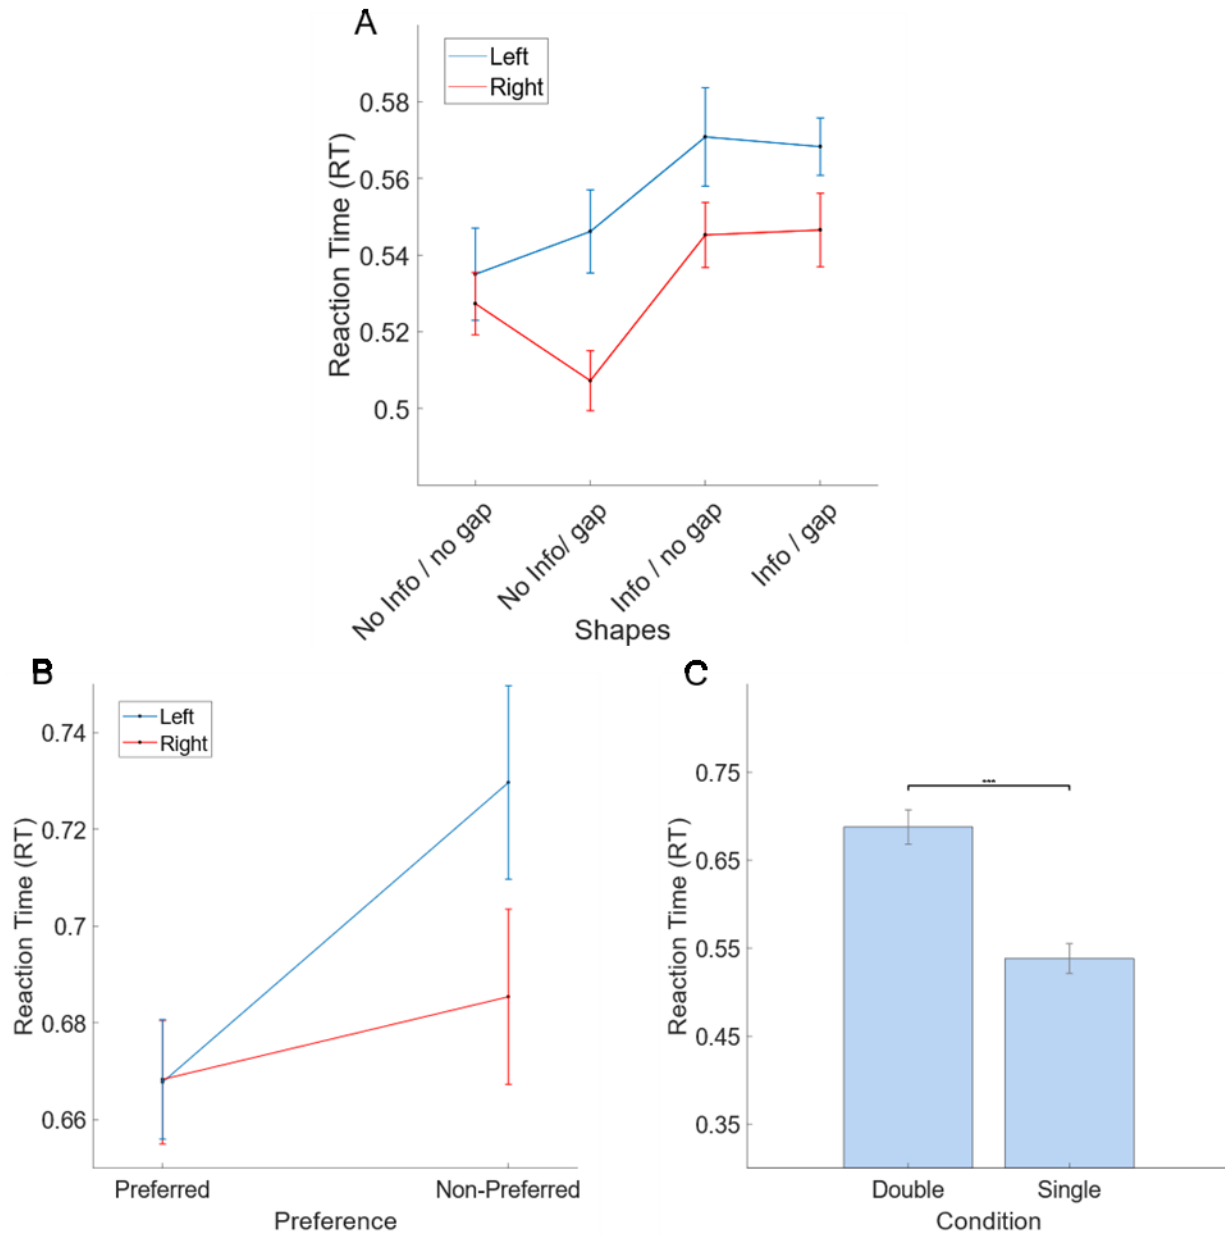 A
Left
Right
Reaction Time (RT)
0.58
0.56
0.54
0.52
0.5
No Info / no gap
No Info/ gap
Info / no gap
Info / gap
Shapes
B
Left
Right
Reaction Time (RT)
0.74
0.72
0.7
0.68
0.66
Preferred
Non-Preferred
Preference
C
***
Reaction Time (RT)
0.75
0.65
0.55
0.45
0.35
Double
Single
Condition